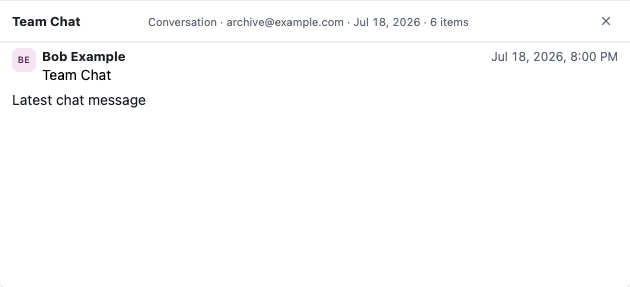 Team Chat
Conversation · archive@example.com · Jul 18, 2026 · 6 items
BE
Bob Example
Jul 18, 2026, 8:00 PM
Team Chat
Latest chat message